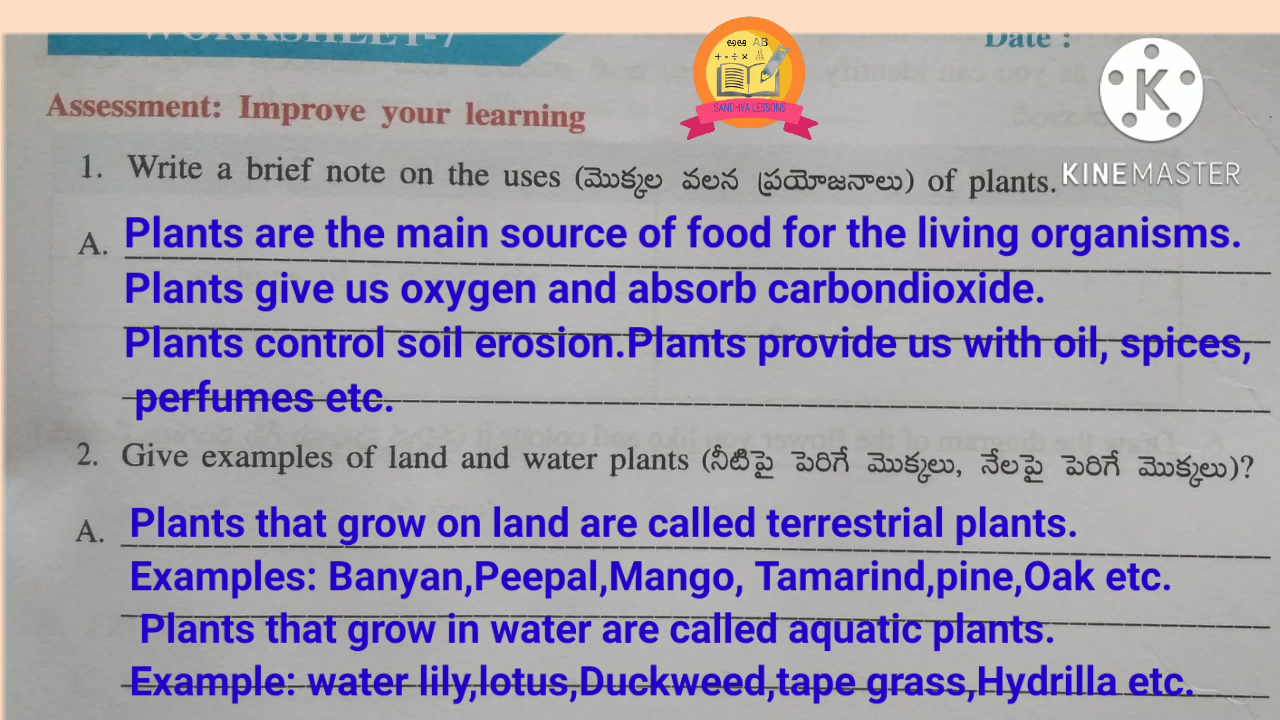 WORKSHEET-7
Date :
అఆఇ AB
+ - ÷ ×
SANDHYA LESSONS
K
KINEMASTER
Assessment: Improve your learning
1. Write a brief note on the uses (మొక్కల వలన ప్రయోజనాలు) of plants.
A. Plants are the main source of food for the living organisms.
Plants give us oxygen and absorb carbondioxide.
Plants control soil erosion.Plants provide us with oil, spices,
perfumes etc.
2. Give examples of land and water plants (నీటిపై పెరిగే మొక్కలు, నేలపై పెరిగే మొక్కలు)?
A. Plants that grow on land are called terrestrial plants.
Examples: Banyan,Peepal,Mango, Tamarind,pine,Oak etc.
Plants that grow in water are called aquatic plants.
Example: water lily,lotus,Duckweed,tape grass,Hydrilla etc.